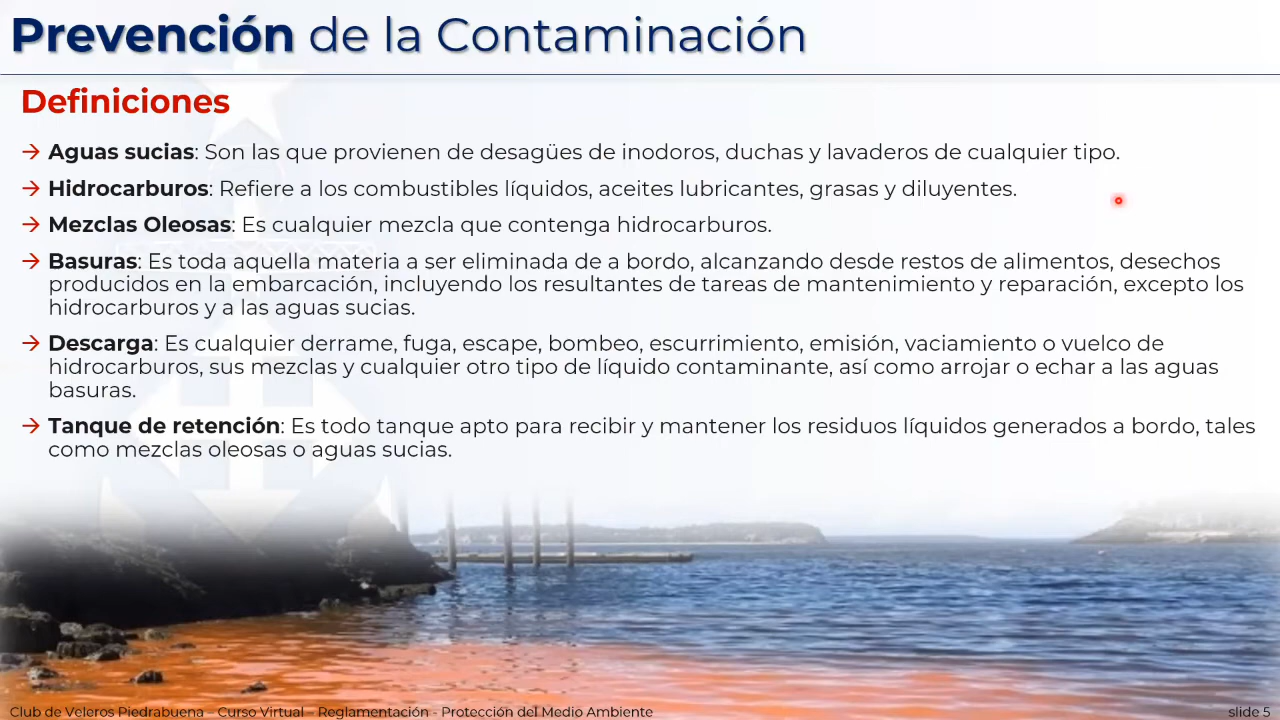 Prevención de la Contaminación
Definiciones
→ Aguas sucias: Son las que provienen de desagües de inodoros, duchas y lavaderos de cualquier tipo.
→ Hidrocarburos: Refiere a los combustibles líquidos, aceites lubricantes, grasas y diluyentes.
→ Mezclas Oleosas: Es cualquier mezcla que contenga hidrocarburos.
→ Basuras: Es toda aquella materia a ser eliminada de a bordo, alcanzando desde restos de alimentos, desechos
producidos en la embarcación, incluyendo los resultantes de tareas de mantenimiento y reparación, excepto los
hidrocarburos y a las aguas sucias.
→ Descarga: Es cualquier derrame, fuga, escape, bombeo, escurrimiento, emisión, vaciamiento o vuelco de
hidrocarburos, sus mezclas y cualquier otro tipo de líquido contaminante, así como arrojar o echar a las aguas
basuras.
→ Tanque de retención: Es todo tanque apto para recibir y mantener los residuos líquidos generados a bordo, tales
como mezclas oleosas o aguas sucias.
Club de Veleros Piedrabuena - Curso Virtual - Reglamentación - Protección del Medio Ambiente
slide 5